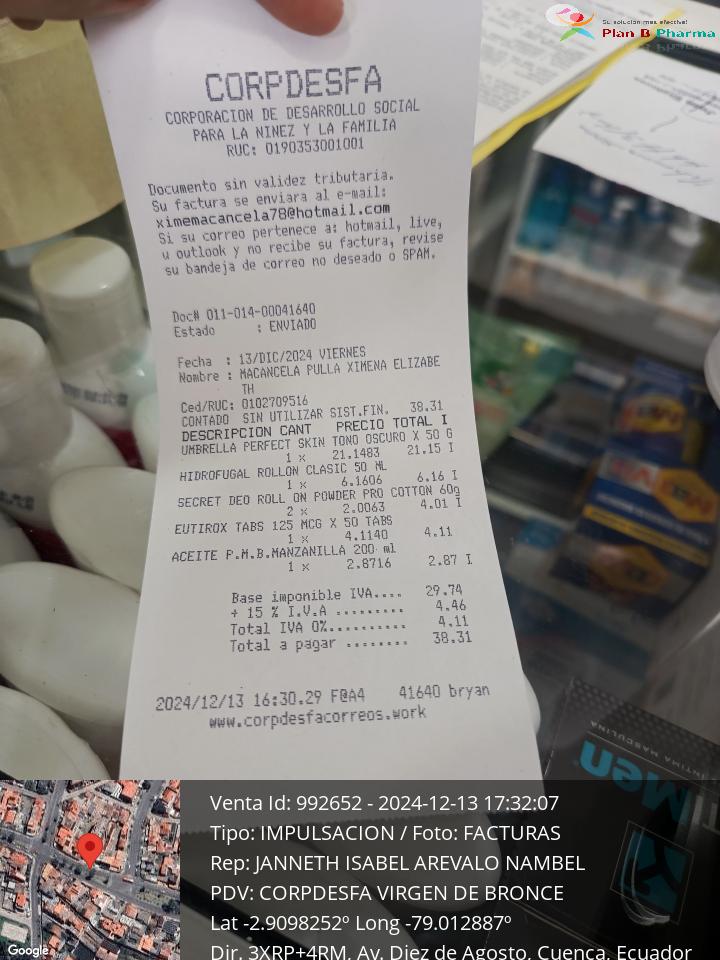 Su solución más efectiva!
Plan B Pharma
CORPDESFA
CORPORACION DE DESARROLLO SOCIAL
PARA LA NINEZ Y LA FAMILIA
RUC: 0190353001001
Documento sin validez tributaria.
Su factura se enviara al e-mail:
ximemacancela78@hotmail.com
Si su correo pertenece a: hotmail, live,
u outlook y no recibe su factura, revise
su bandeja de correo no deseado o SPAM.
Doc# 011-014-00041640
Estado : ENVIADO
Fecha : 13/DIC/2024 VIERNES
Nombre : MACANCELA PULLA XIMENA ELIZABE
TH
Ced/RUC: 0102709516
CONTADO SIN UTILIZAR SIST.FIN. 38.31
DESCRIPCION CANT PRECIO TOTAL I
UMBRELLA PERFECT SKIN TONO OSCURO X 50 G
1 x 21.1483 21.15 I
HIDROFUGAL ROLLON CLASIC 50 ML
1 x 6.1606 6.16 I
SECRET DEO ROLL ON POWDER PRO COTTON 60g
2 x 2.0063 4.01 I
EUTIROX TABS 125 MCG X 50 TABS
1 x 4.1140 4.11
ACEITE P.M.B.MANZANILLA 200 ml
1 x 2.8716 2.87 I
Base imponible IVA.... 29.74
+ 15 % I.V.A ......... 4.46
Total IVA 0%.......... 4.11
Total a pagar ........ 38.31
2024/12/13 16:30.29 F@A4 41640 bryan
www.corpdesfacorreos.work
INTIMA MASCULINA
Men
Venta Id: 992652 - 2024-12-13 17:32:07
Tipo: IMPULSACION / Foto: FACTURAS
Rep: JANNETH ISABEL AREVALO NAMBEL
PDV: CORPDESFA VIRGEN DE BRONCE
Lat -2.9098252º Long -79.012887º
Dir. 3XRP+4RM, Av. Diez de Agosto, Cuenca, Ecuador
Google